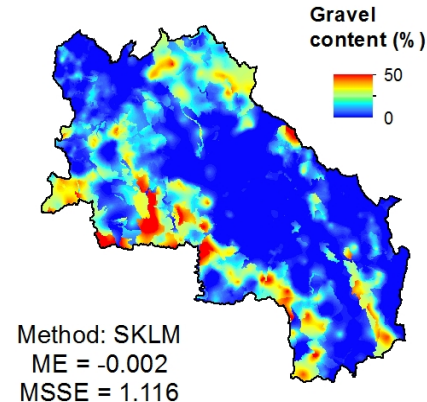 Gravel
content (%)
50
0
Method: SKLM
ME = -0.002
MSSE = 1.116